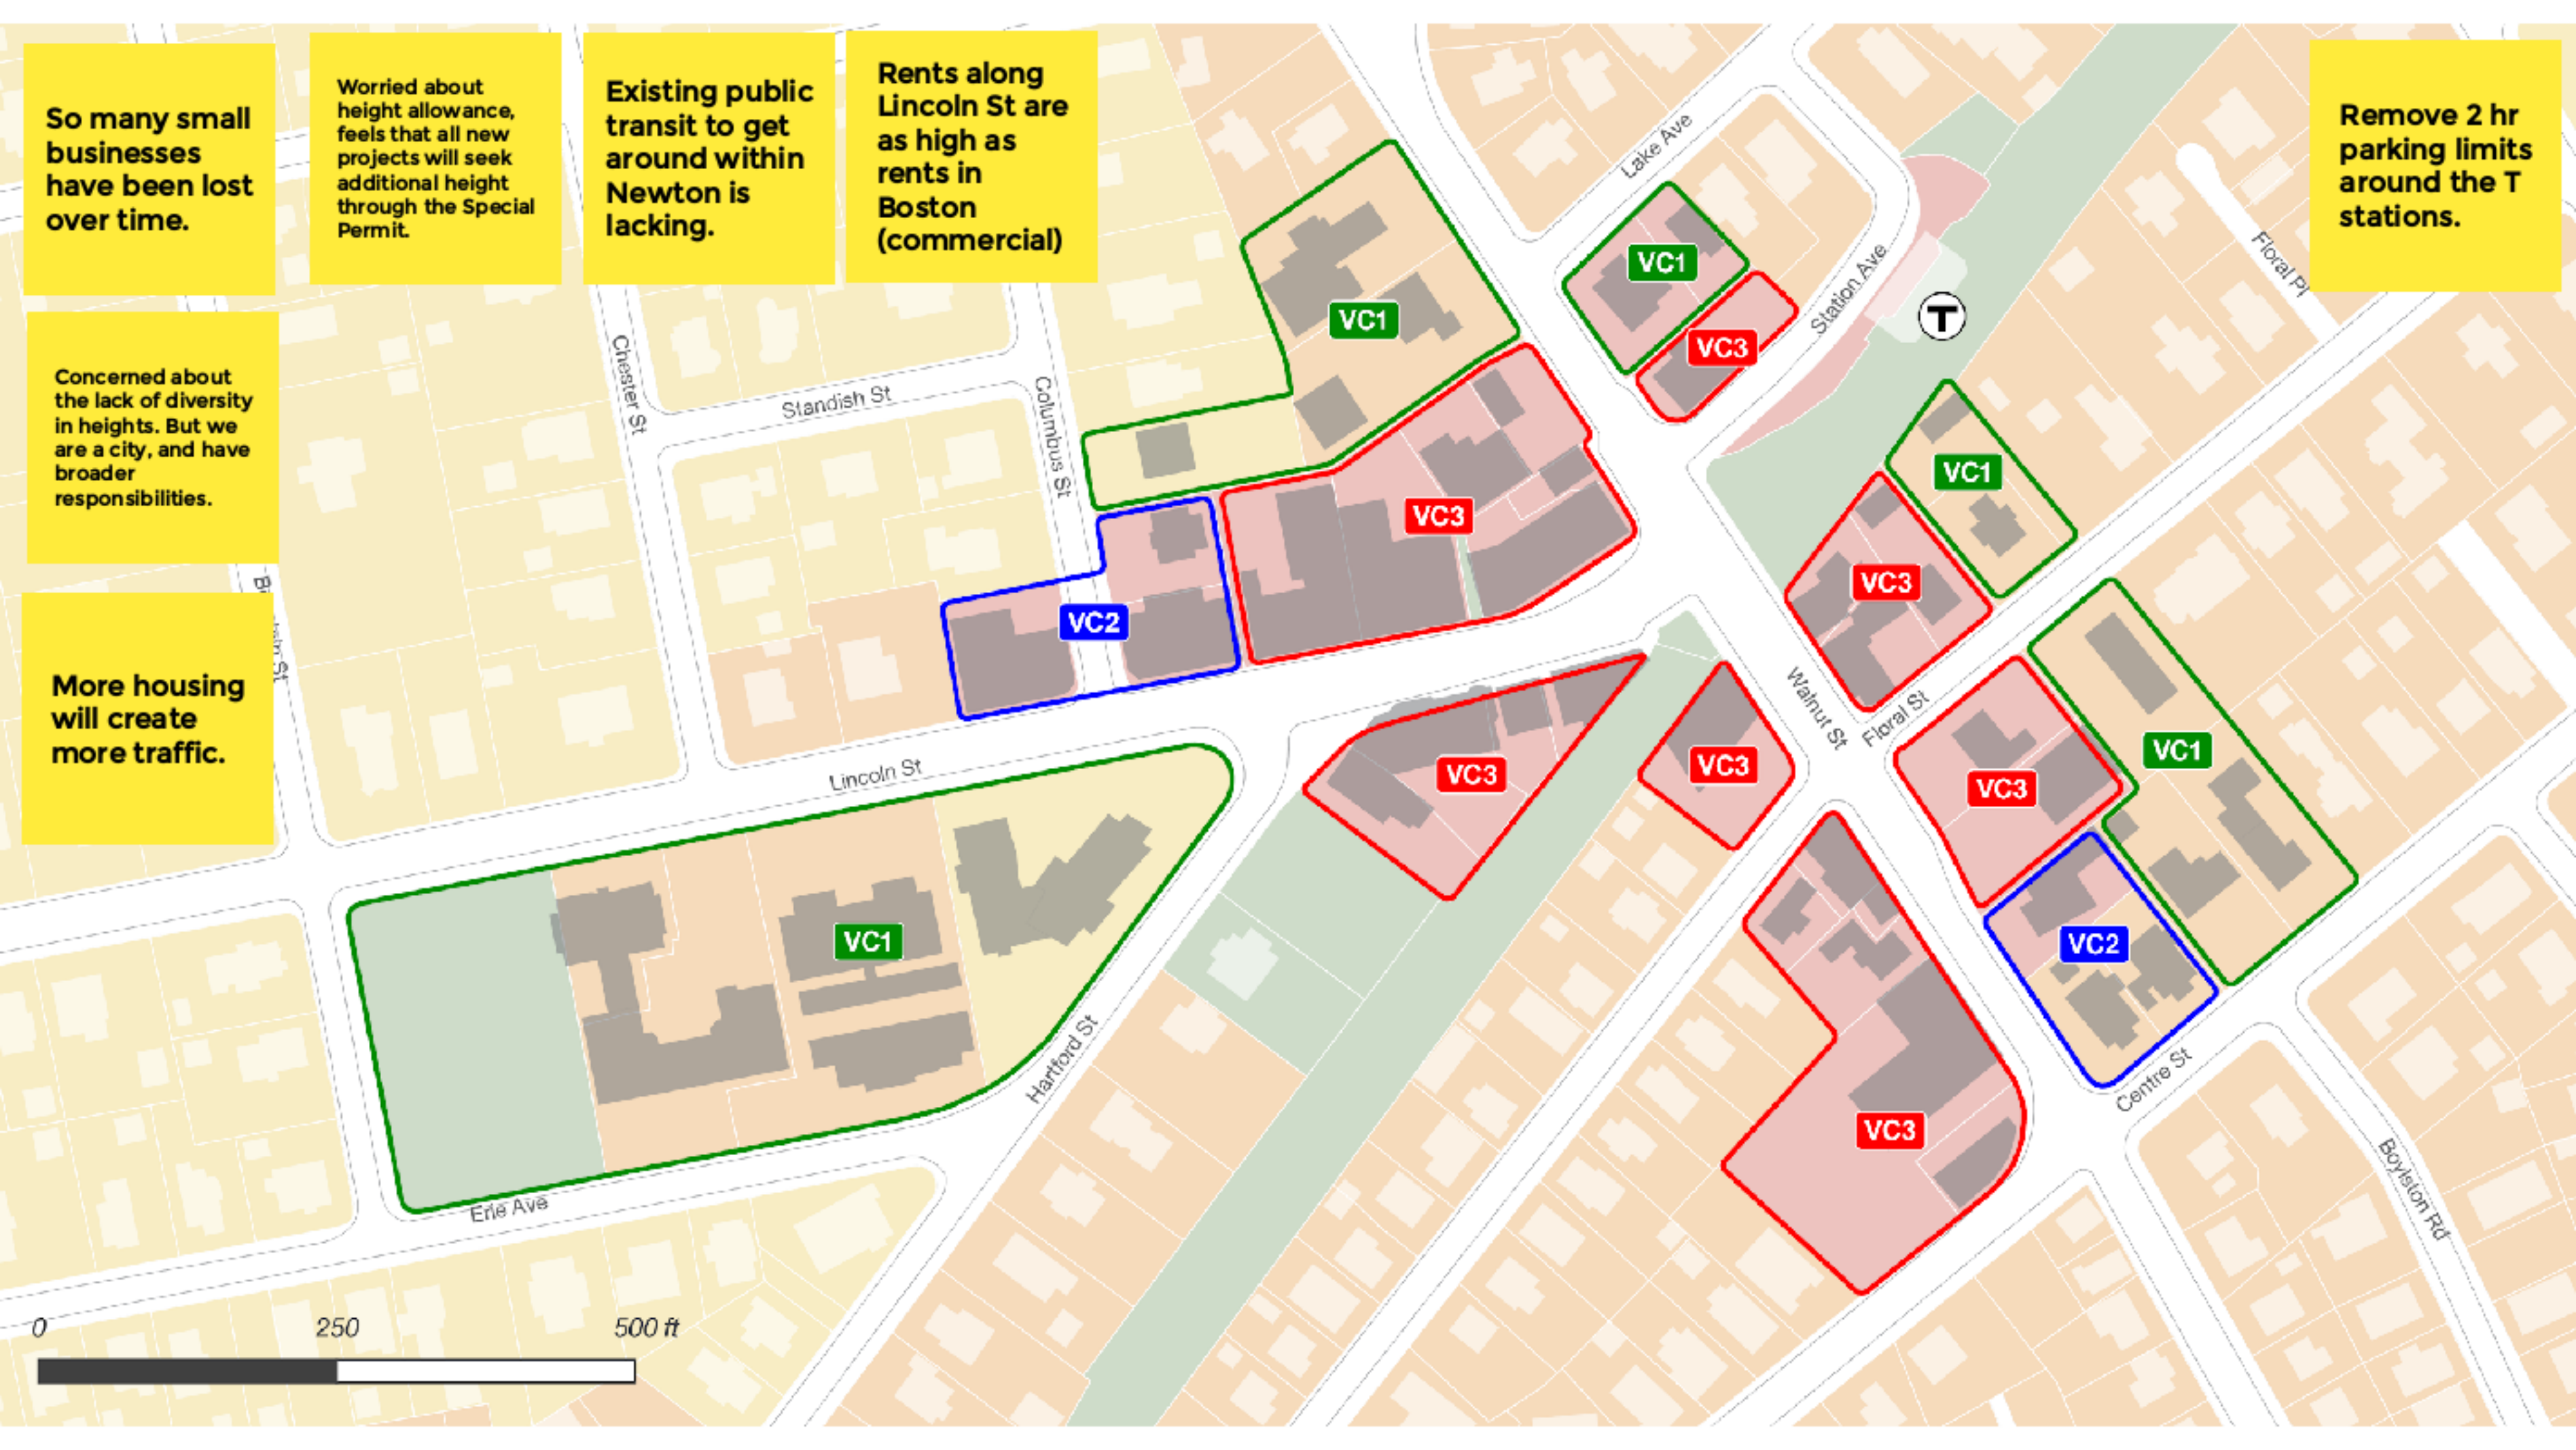 So many small
businesses
have been lost
over time.
Worried about
height allowance,
feels that all new
projects will seek
additional height
through the Special
Permit.
Existing public
transit to get
around within
Newton is
lacking.
Rents along
Lincoln St are
as high as
rents in
Boston
(commercial)
Remove 2 hr
parking limits
around the T
stations.
Concerned about
the lack of diversity
in heights. But we
are a city, and have
broader
responsibilities.
More housing
will create
more traffic.
Lake Ave
Station Ave
Floral Pl
Chester St
Standish St
Columbus St
VC1
VC1
VC3
T
VC1
VC3
VC3
VC2
Walnut St
Floral St
VC3
VC3
VC3
VC1
Lincoln St
VC1
VC2
Hartford St
Centre St
VC3
Boylston Rd
Erie Ave
0 250 500 ft